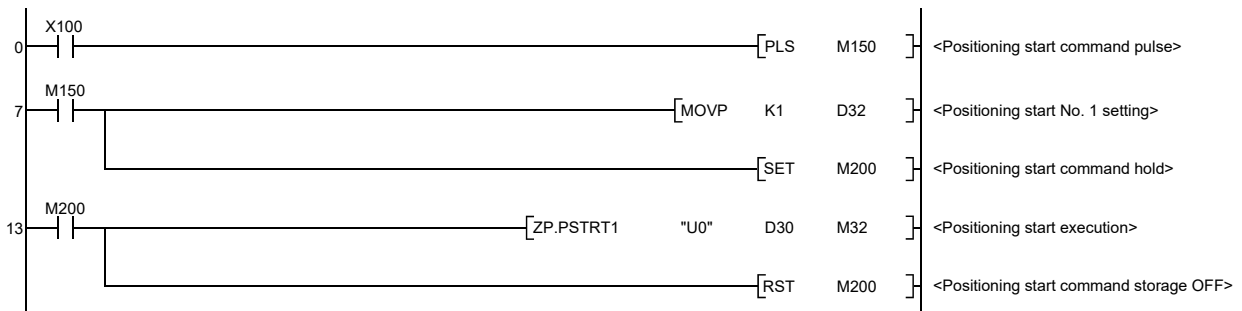 X100
0 PLS M150 <Positioning start command pulse>
M150
7 MOVP K1 D32 <Positioning start No. 1 setting>
SET M200 <Positioning start command hold>
M200
13 ZP.PSTRT1 "U0" D30 M32 <Positioning start execution>
RST M200 <Positioning start command storage OFF>